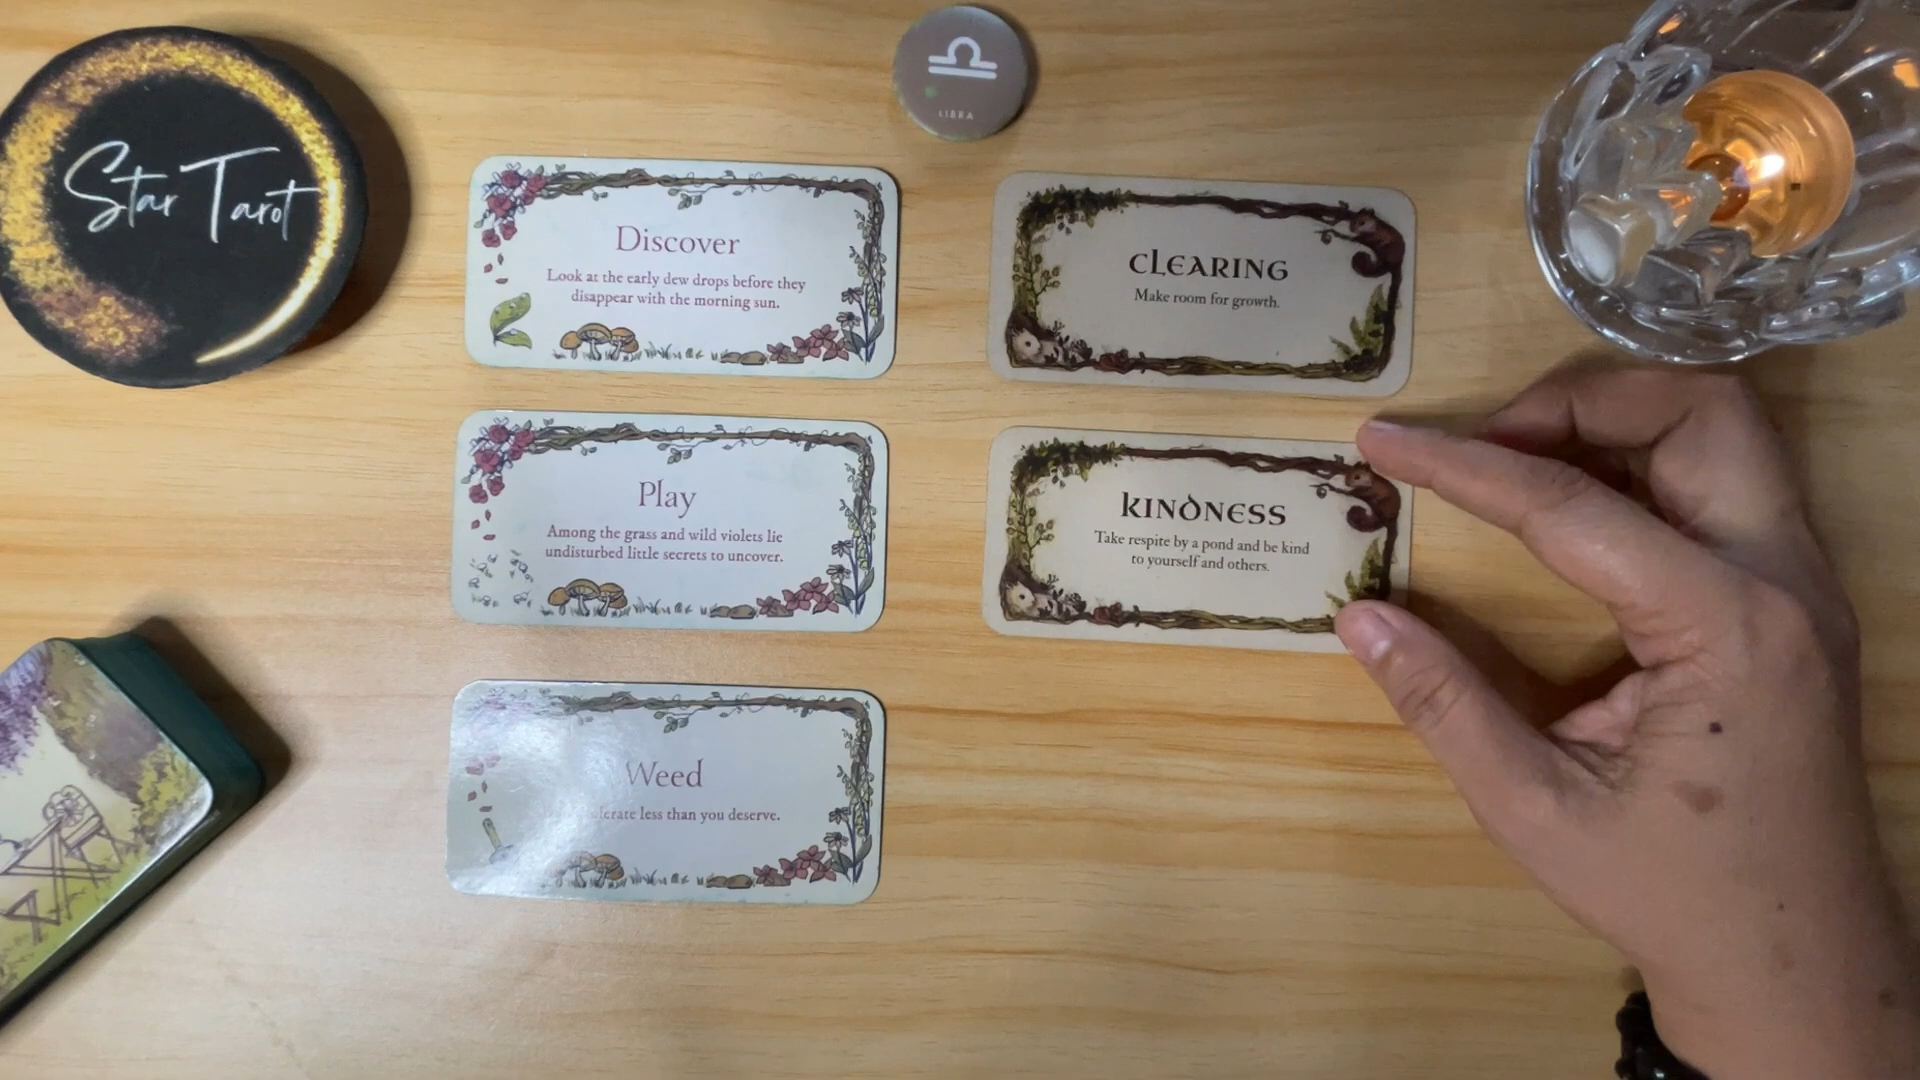 Star Tarot
LIBRA
Discover
Look at the early dew drops before they
disappear with the morning sun.
CLEARING
Make room for growth.
Play
Among the grass and wild violets lie
undisturbed little secrets to uncover.
KINDNESS
Take respite by a pond and be kind
to yourself and others.
Weed
less than you deserve.